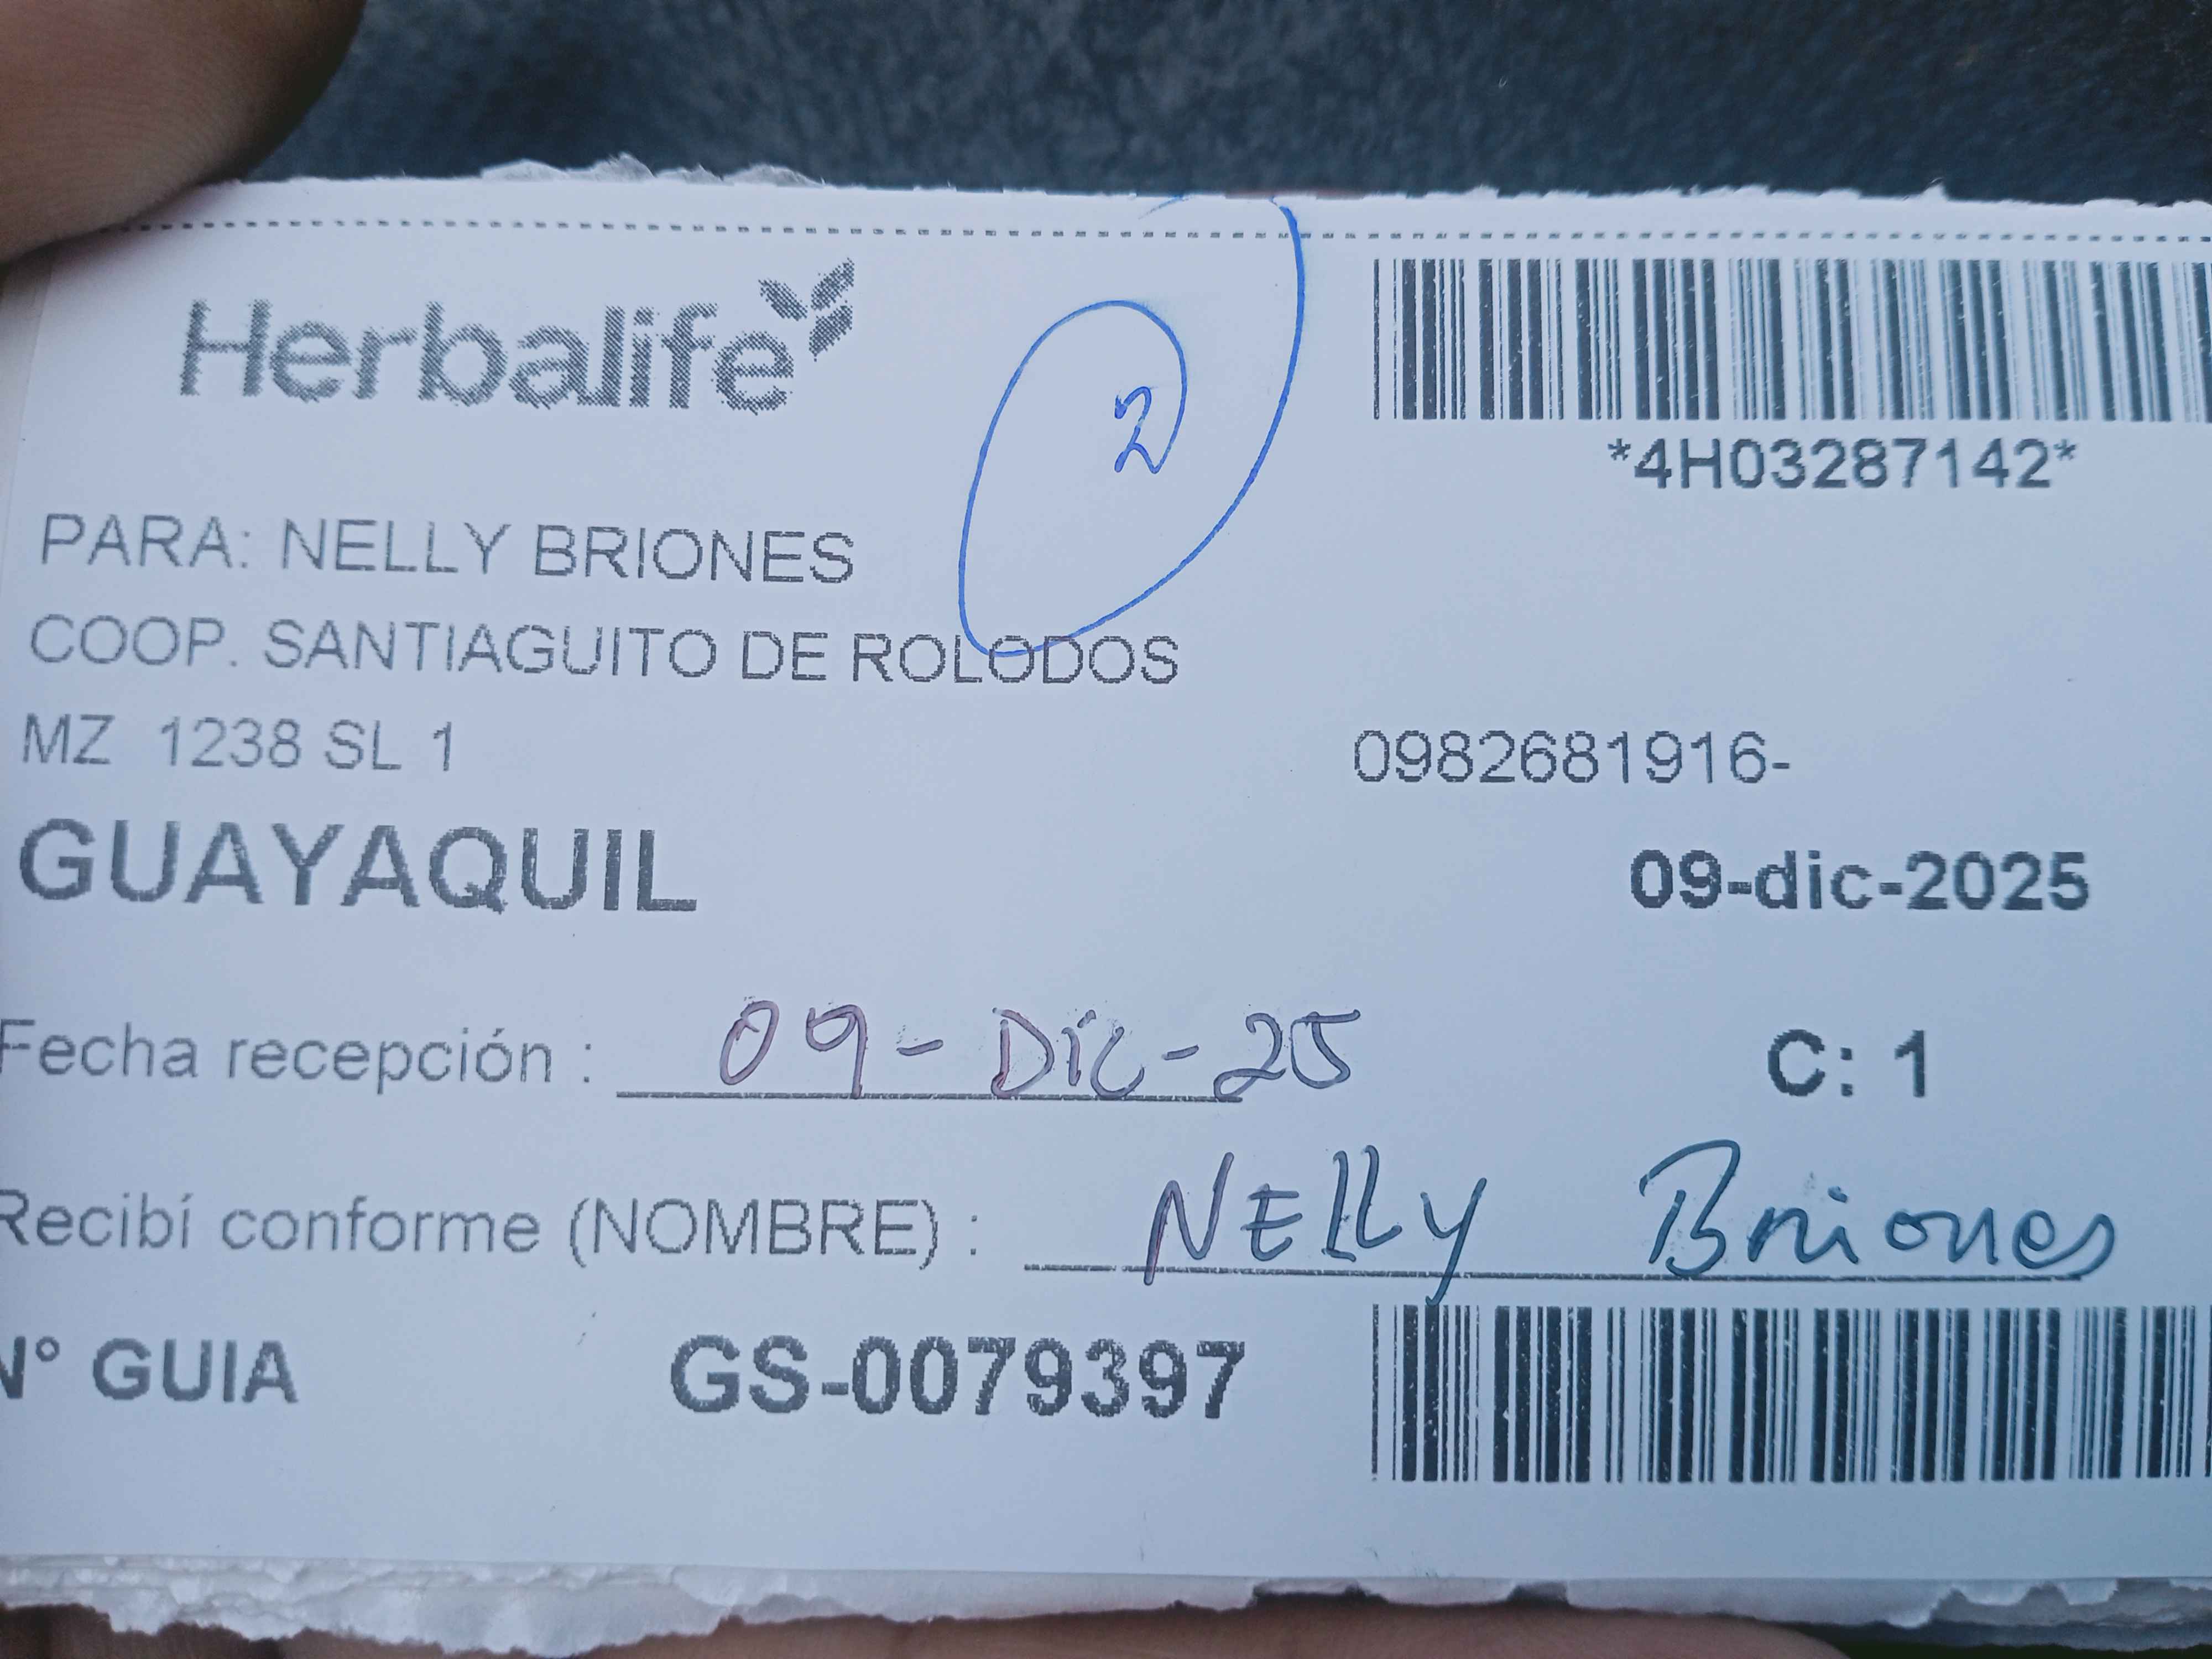 Herbalife
2
*4H03287142*
PARA: NELLY BRIONES
COOP. SANTIAGUITO DE ROLODOS
MZ 1238 SL 1
0982681916-
GUAYAQUIL
09-dic-2025
Fecha recepción : 09-Dic-25
C: 1
Recibí conforme (NOMBRE) : NElly Briones
N° GUIA GS-0079397